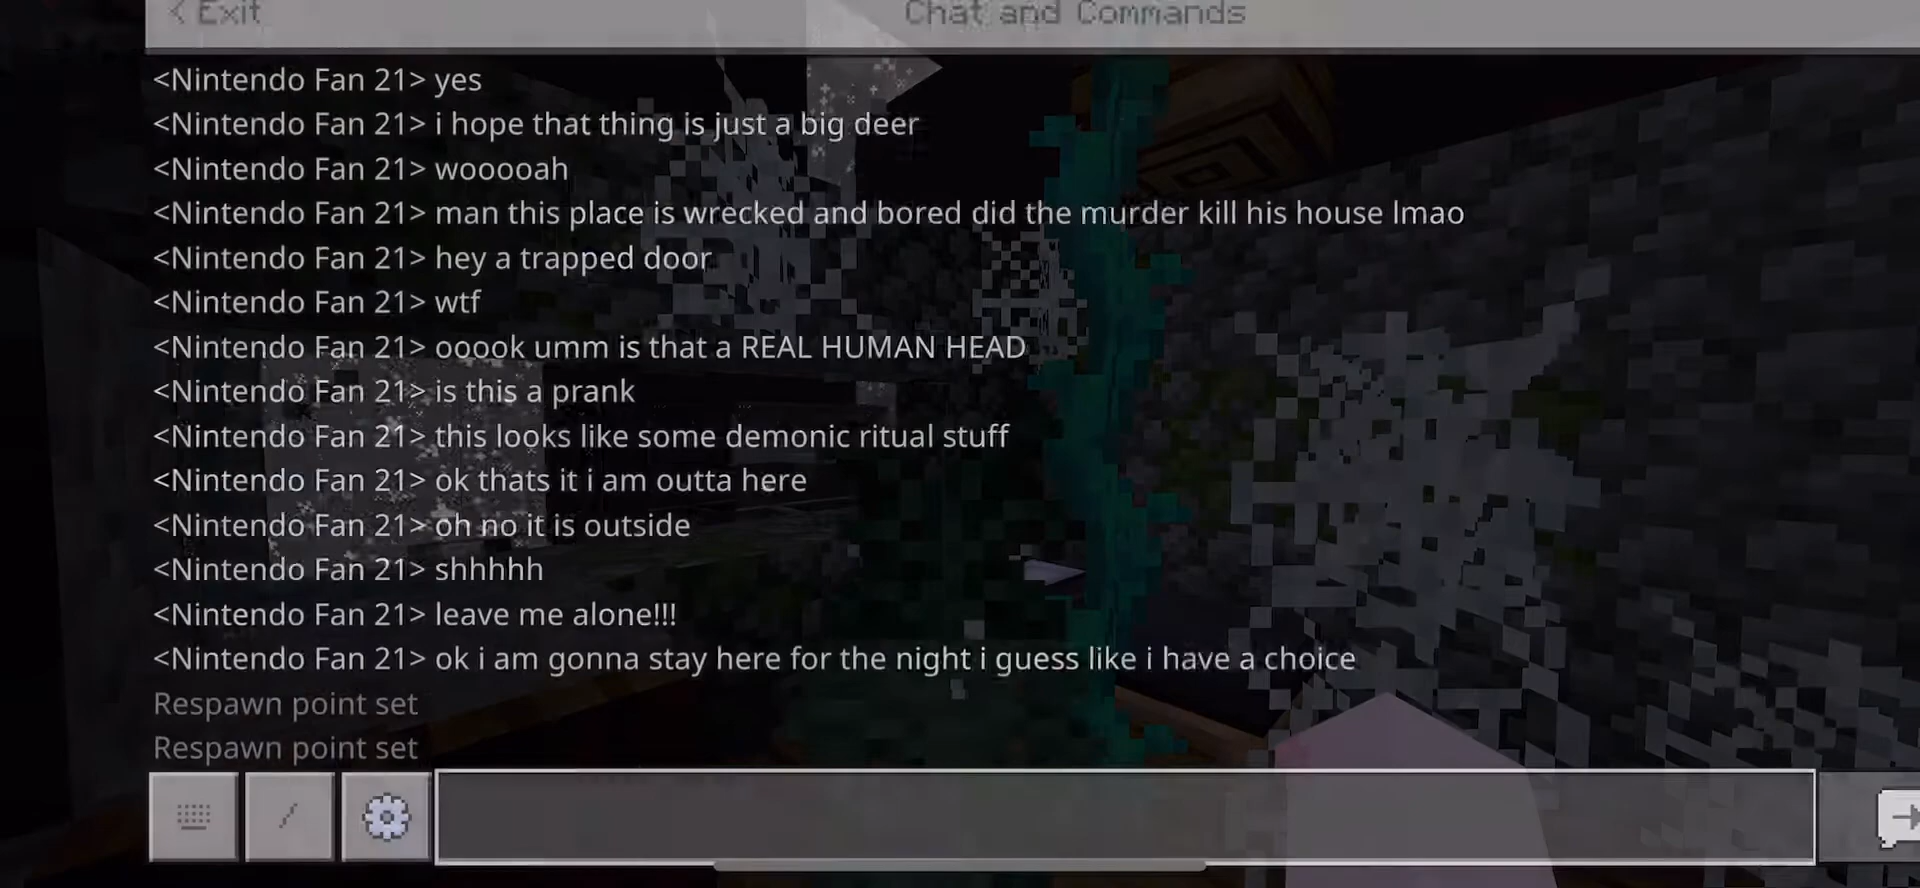 < Exit
Chat and Commands
<Nintendo Fan 21> yes
<Nintendo Fan 21> i hope that thing is just a big deer
<Nintendo Fan 21> wooooah
<Nintendo Fan 21> man this place is wrecked and bored did the murder kill his house lmao
<Nintendo Fan 21> hey a trapped door
<Nintendo Fan 21> wtf
<Nintendo Fan 21> ooook umm is that a REAL HUMAN HEAD
<Nintendo Fan 21> is this a prank
<Nintendo Fan 21> this looks like some demonic ritual stuff
<Nintendo Fan 21> ok thats it i am outta here
<Nintendo Fan 21> oh no it is outside
<Nintendo Fan 21> shhhhh
<Nintendo Fan 21> leave me alone!!!
<Nintendo Fan 21> ok i am gonna stay here for the night i guess like i have a choice
Respawn point set
Respawn point set
/